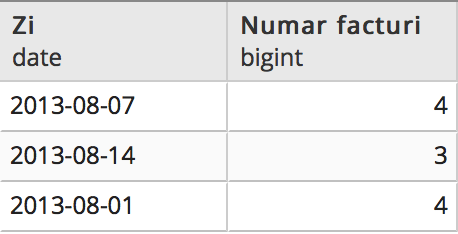 Zi Numar facturi
date bigint
2013-08-07 4
2013-08-14 3
2013-08-01 4